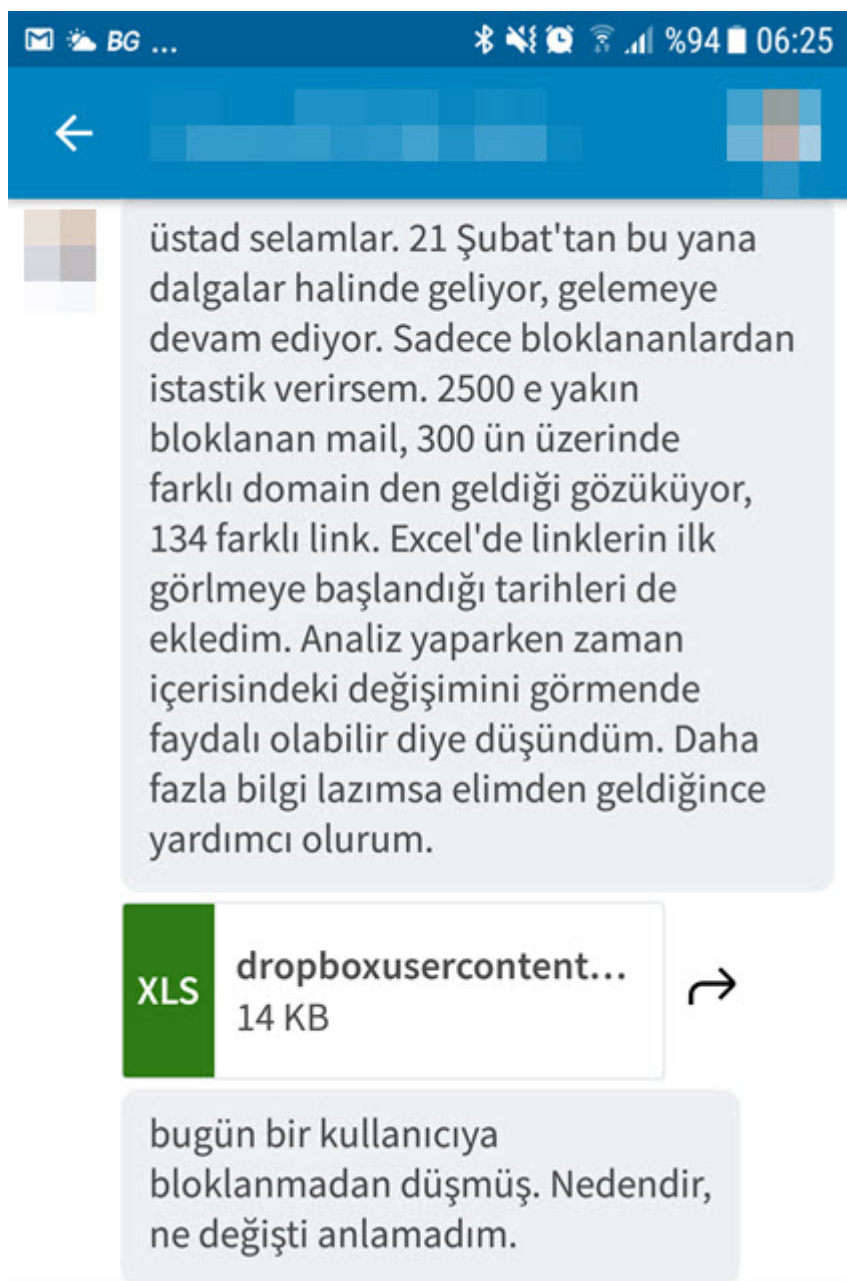 BG ... %94 06:25
üstad selamlar. 21 Şubat'tan bu yana
dalgalar halinde geliyor, gelemeye
devam ediyor. Sadece bloklananlardan
istastik verirsem. 2500 e yakın
bloklanan mail, 300 ün üzerinde
farklı domain den geldiği gözüküyor,
134 farklı link. Excel'de linklerin ilk
görlmeye başlandığı tarihleri de
ekledim. Analiz yaparken zaman
içerisindeki değişimini görmende
faydalı olabilir diye düşündüm. Daha
fazla bilgi lazımsa elimden geldiğince
yardımcı olurum.
XLS
dropboxusercontent...
14 KB
bugün bir kullanıcıya
bloklanmadan düşmüş. Nedendir,
ne değişti anlamadım.